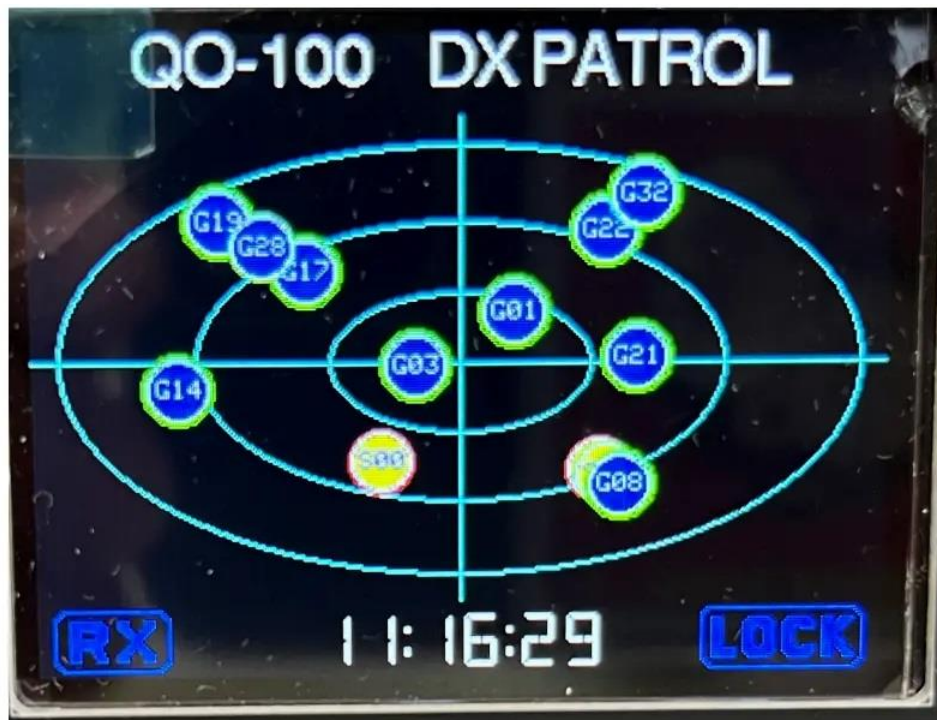 QO-100 DX PATROL
G32
G19
G22
G28
G17
G01
G21
G03
G14
S00
G08
RX 11:16:29 LOCK